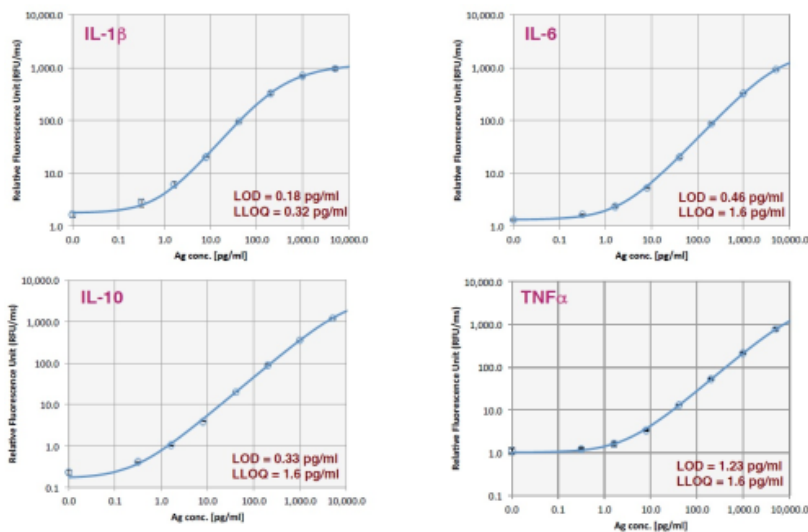 IL-1β
Relative Fluorescence Unit (RFU/ms)
10,000.0
1,000.0
100.0
10.0
1.0
LOD = 0.18 pg/ml
LLOQ = 0.32 pg/ml
0.0 0.1 1.0 10.0 100.0 1,000.0 10,000.0
Ag conc. [pg/ml]
IL-6
Relative Fluorescence Unit (RFU/ms)
10,000.0
1,000.0
100.0
10.0
1.0
LOD = 0.46 pg/ml
LLOQ = 1.6 pg/ml
0.0 0.1 1.0 10.0 100.0 1,000.0 10,000.0
Ag conc. [pg/ml]
IL-10
Relative Fluorescence Unit (RFU/ms)
10,000.0
1,000.0
100.0
10.0
1.0
0.1
LOD = 0.33 pg/ml
LLOQ = 1.6 pg/ml
0.0 0.1 1.0 10.0 100.0 1,000.0 10,000.0
Ag conc. [pg/ml]
TNFα
Relative Fluorescence Unit (RFU/ms)
10,000.0
1,000.0
100.0
10.0
1.0
0.1
LOD = 1.23 pg/ml
LLOQ = 1.6 pg/ml
0.0 0.1 1.0 10.0 100.0 1,000.0 10,000.0
Ag conc. [pg/ml]